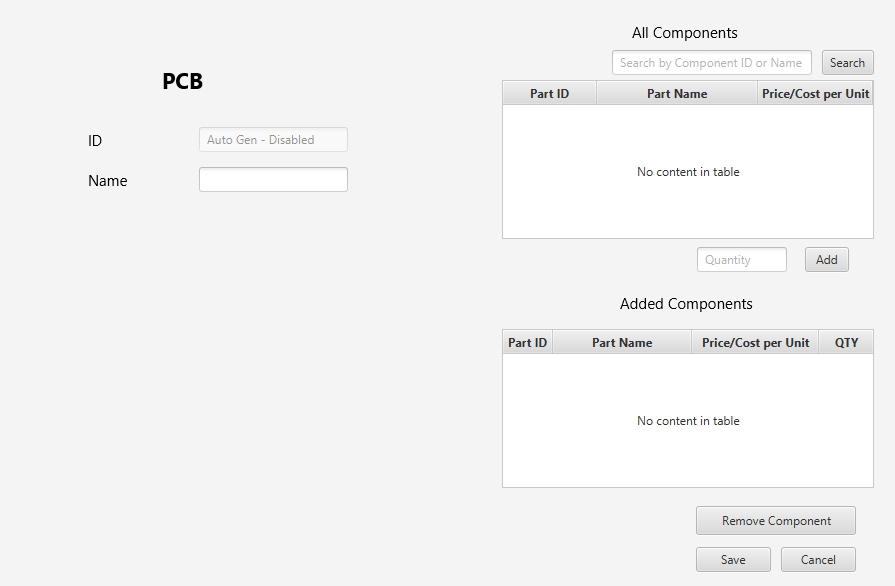 PCB
ID
Auto Gen - Disabled
Name
All Components
Search by Component ID or Name
Search
Part ID Part Name Price/Cost per Unit
No content in table
Quantity
Add
Added Components
Part ID Part Name Price/Cost per Unit QTY
No content in table
Remove Component
Save
Cancel